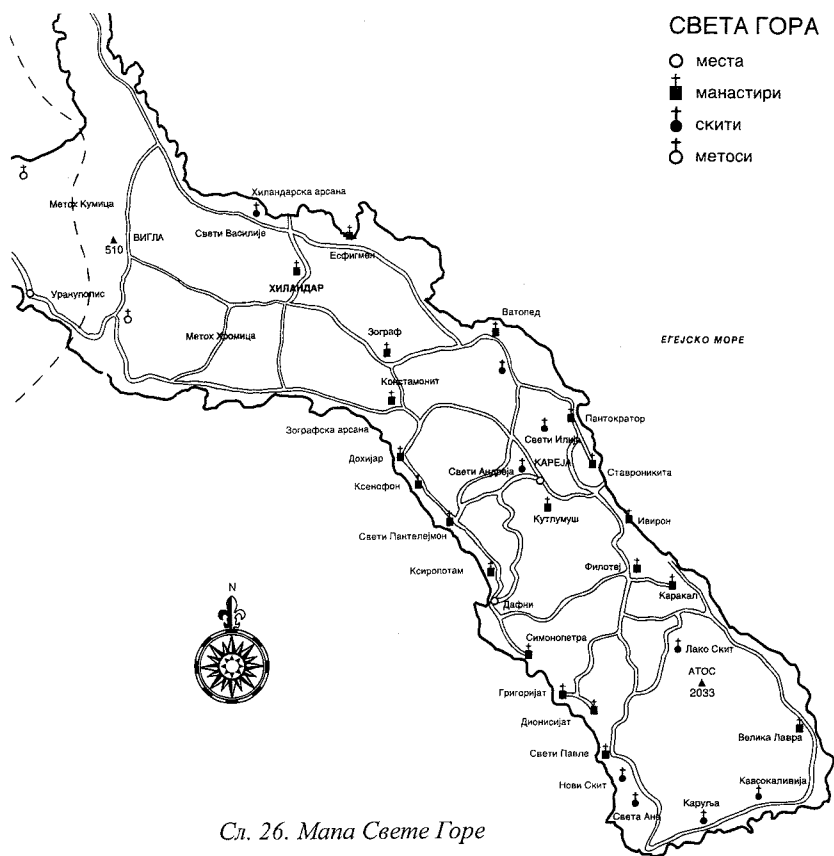 СВЕТА ГОРА
места
манастири
скити
метоси
Хиландарска арсана
Метох Кумица
Свети Василије
ВИГЛА
510
Есфигмен
ХИЛАНДАР
Урануполис
Ватопед
Зограф
Метох Хромица
ЕГЕЈСКО МОРЕ
Констамонит
Пантократор
Зографска арсана
Свети Илија
Дохијар
КАРЕЈА
Свети Андреја
Ставроникита
Ксенофон
Кутлумуш
Ивирон
Свети Пантелејмон
Филотеј
Ксиропотам
Каракал
N
Дафни
Симонопетра
Лако Скит
АТОС
2033
Григоријат
Дионисијат
Велика Лавра
Свети Павле
Нови Скит
Кавсокаливија
Света Ана
Каруља
Сл. 26. Мапа Свете Горе